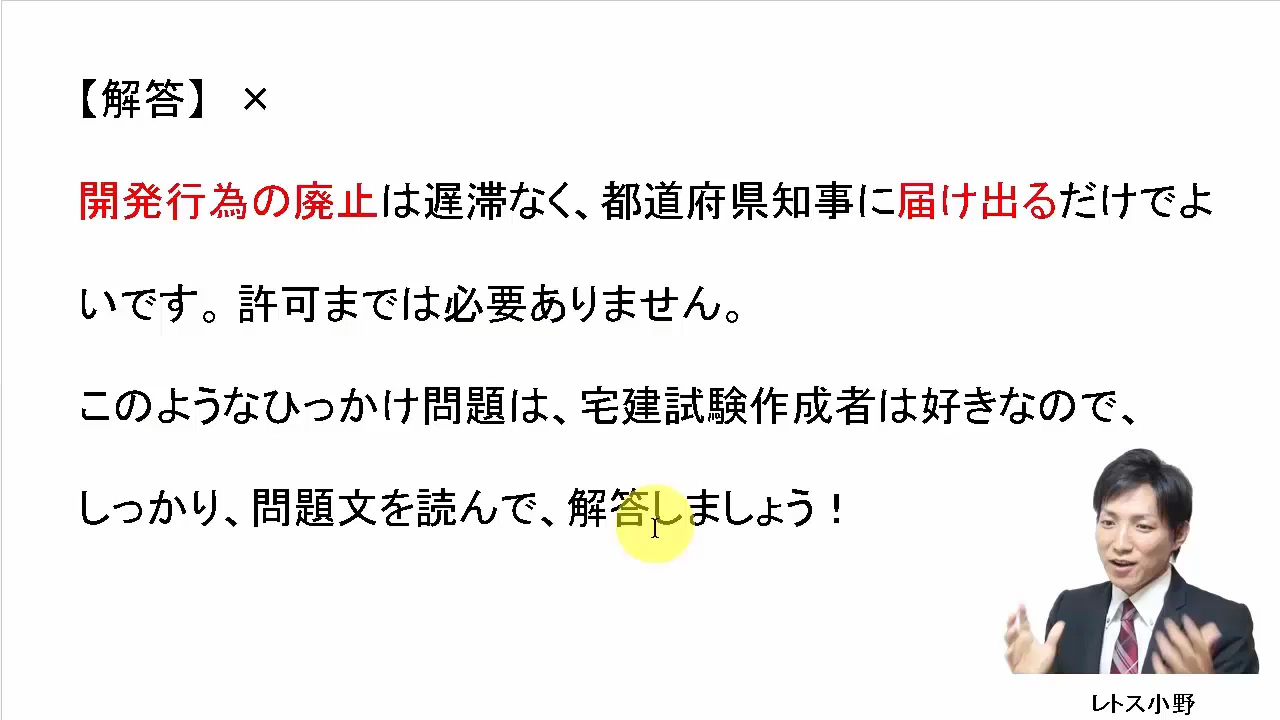 【解答】 ×
開発行為の廃止は遅滞なく、都道府県知事に届け出るだけでよ
いです。許可までは必要ありません。
このようなひっかけ問題は、宅建試験作成者は好きなので、
しっかり、問題文を読んで、解答しましょう！
レトス小野